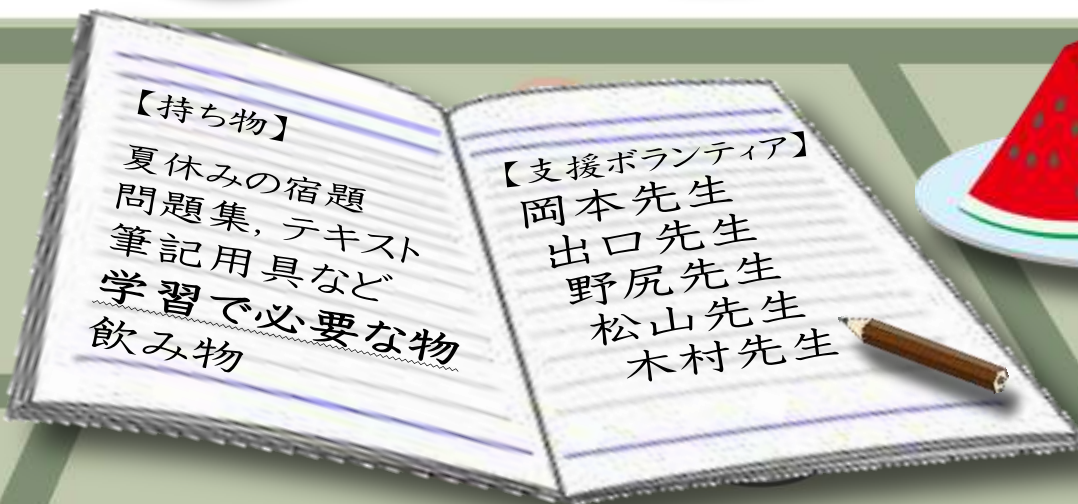 【持ち物】
夏休みの宿題
問題集, テキスト
筆記用具など
学習で必要な物
飲み物
【支援ボランティア】
岡本先生
出口先生
野尻先生
松山先生
木村先生